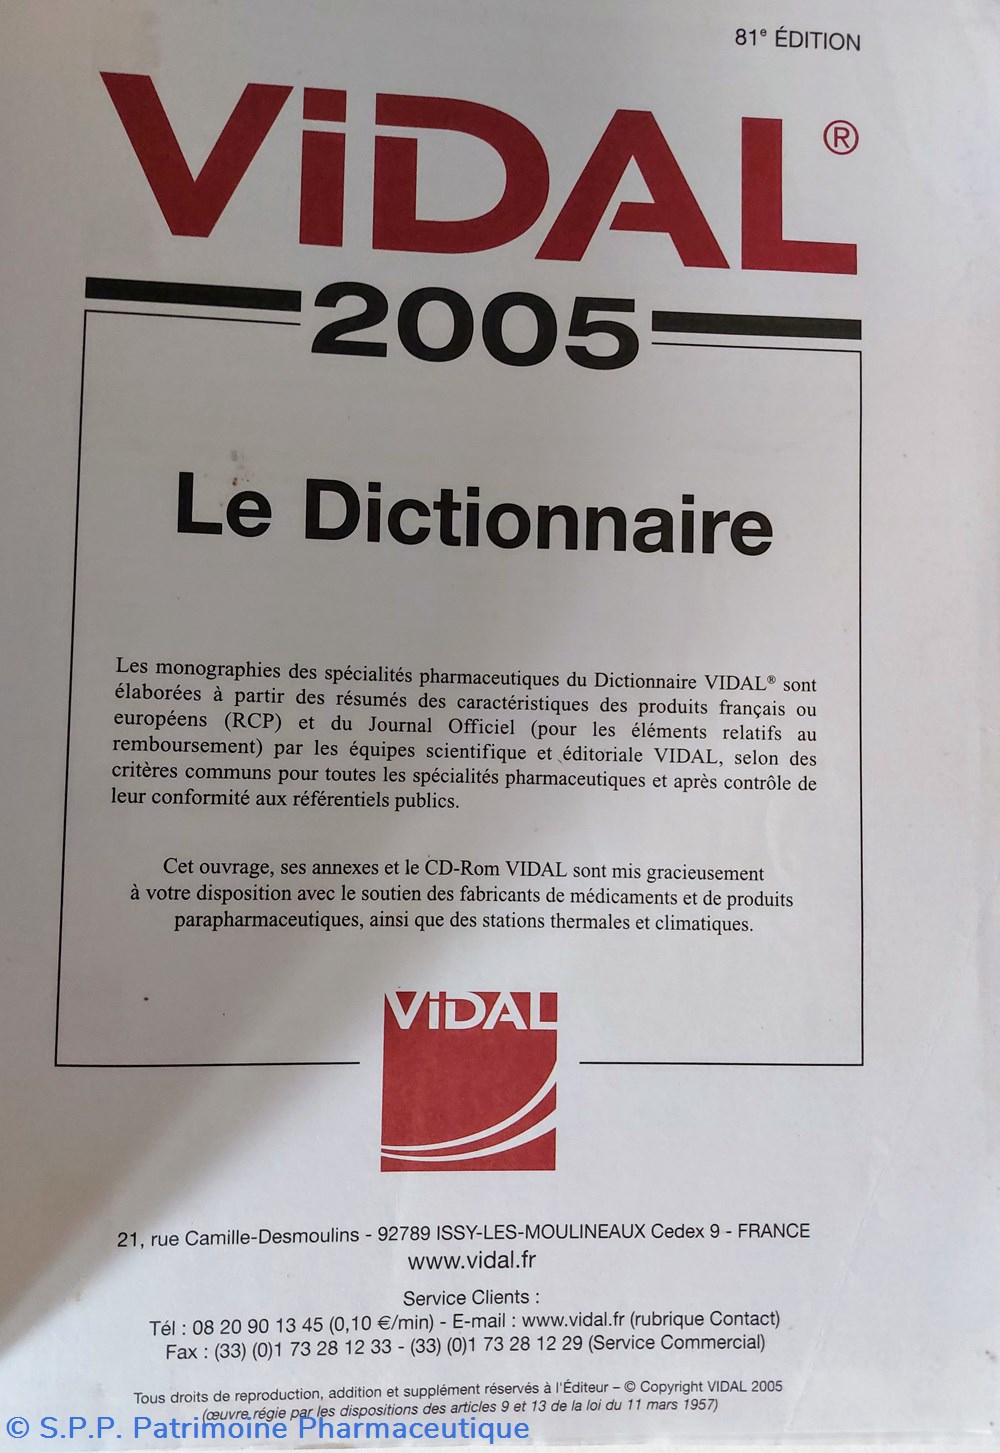 81e ÉDITION
ViDAL®
2005
Le Dictionnaire
Les monographies des spécialités pharmaceutiques du Dictionnaire VIDAL® sont
élaborées à partir des résumés des caractéristiques des produits français ou
européens (RCP) et du Journal Officiel (pour les éléments relatifs au
remboursement) par les équipes scientifique et éditoriale VIDAL, selon des
critères communs pour toutes les spécialités pharmaceutiques et après contrôle de
leur conformité aux référentiels publics.
Cet ouvrage, ses annexes et le CD-Rom VIDAL sont mis gracieusement
à votre disposition avec le soutien des fabricants de médicaments et de produits
parapharmaceutiques, ainsi que des stations thermales et climatiques.
ViDAL
21, rue Camille-Desmoulins - 92789 ISSY-LES-MOULINEAUX Cedex 9 - FRANCE
www.vidal.fr
Service Clients :
Tél : 08 20 90 13 45 (0,10 €/min) - E-mail : www.vidal.fr (rubrique Contact)
Fax : (33) (0)1 73 28 12 33 - (33) (0)1 73 28 12 29 (Service Commercial)
Tous droits de reproduction, addition et supplément réservés à l'Éditeur – © Copyright VIDAL 2005
(œuvre régie par les dispositions des articles 9 et 13 de la loi du 11 mars 1957)
© S.P.P. Patrimoine Pharmaceutique